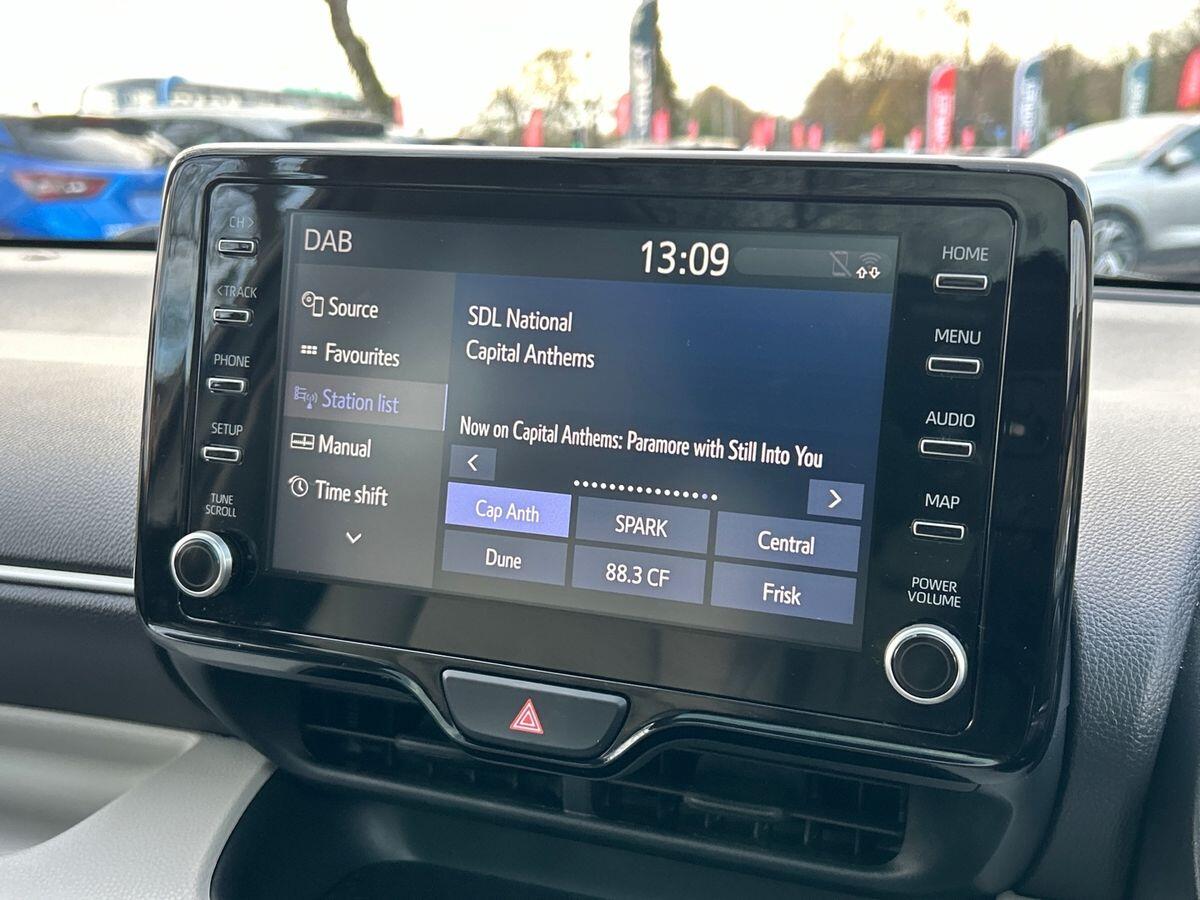 CH>
<TRACK
PHONE
SETUP
TUNE
SCROLL
DAB
13:09
Source
Favourites
Station list
Manual
Time shift
SDL National
Capital Anthems
Now on Capital Anthems: Paramore with Still Into You
<
>
Cap Anth
SPARK
Central
Dune
88.3 CF
Frisk
HOME
MENU
AUDIO
MAP
POWER
VOLUME